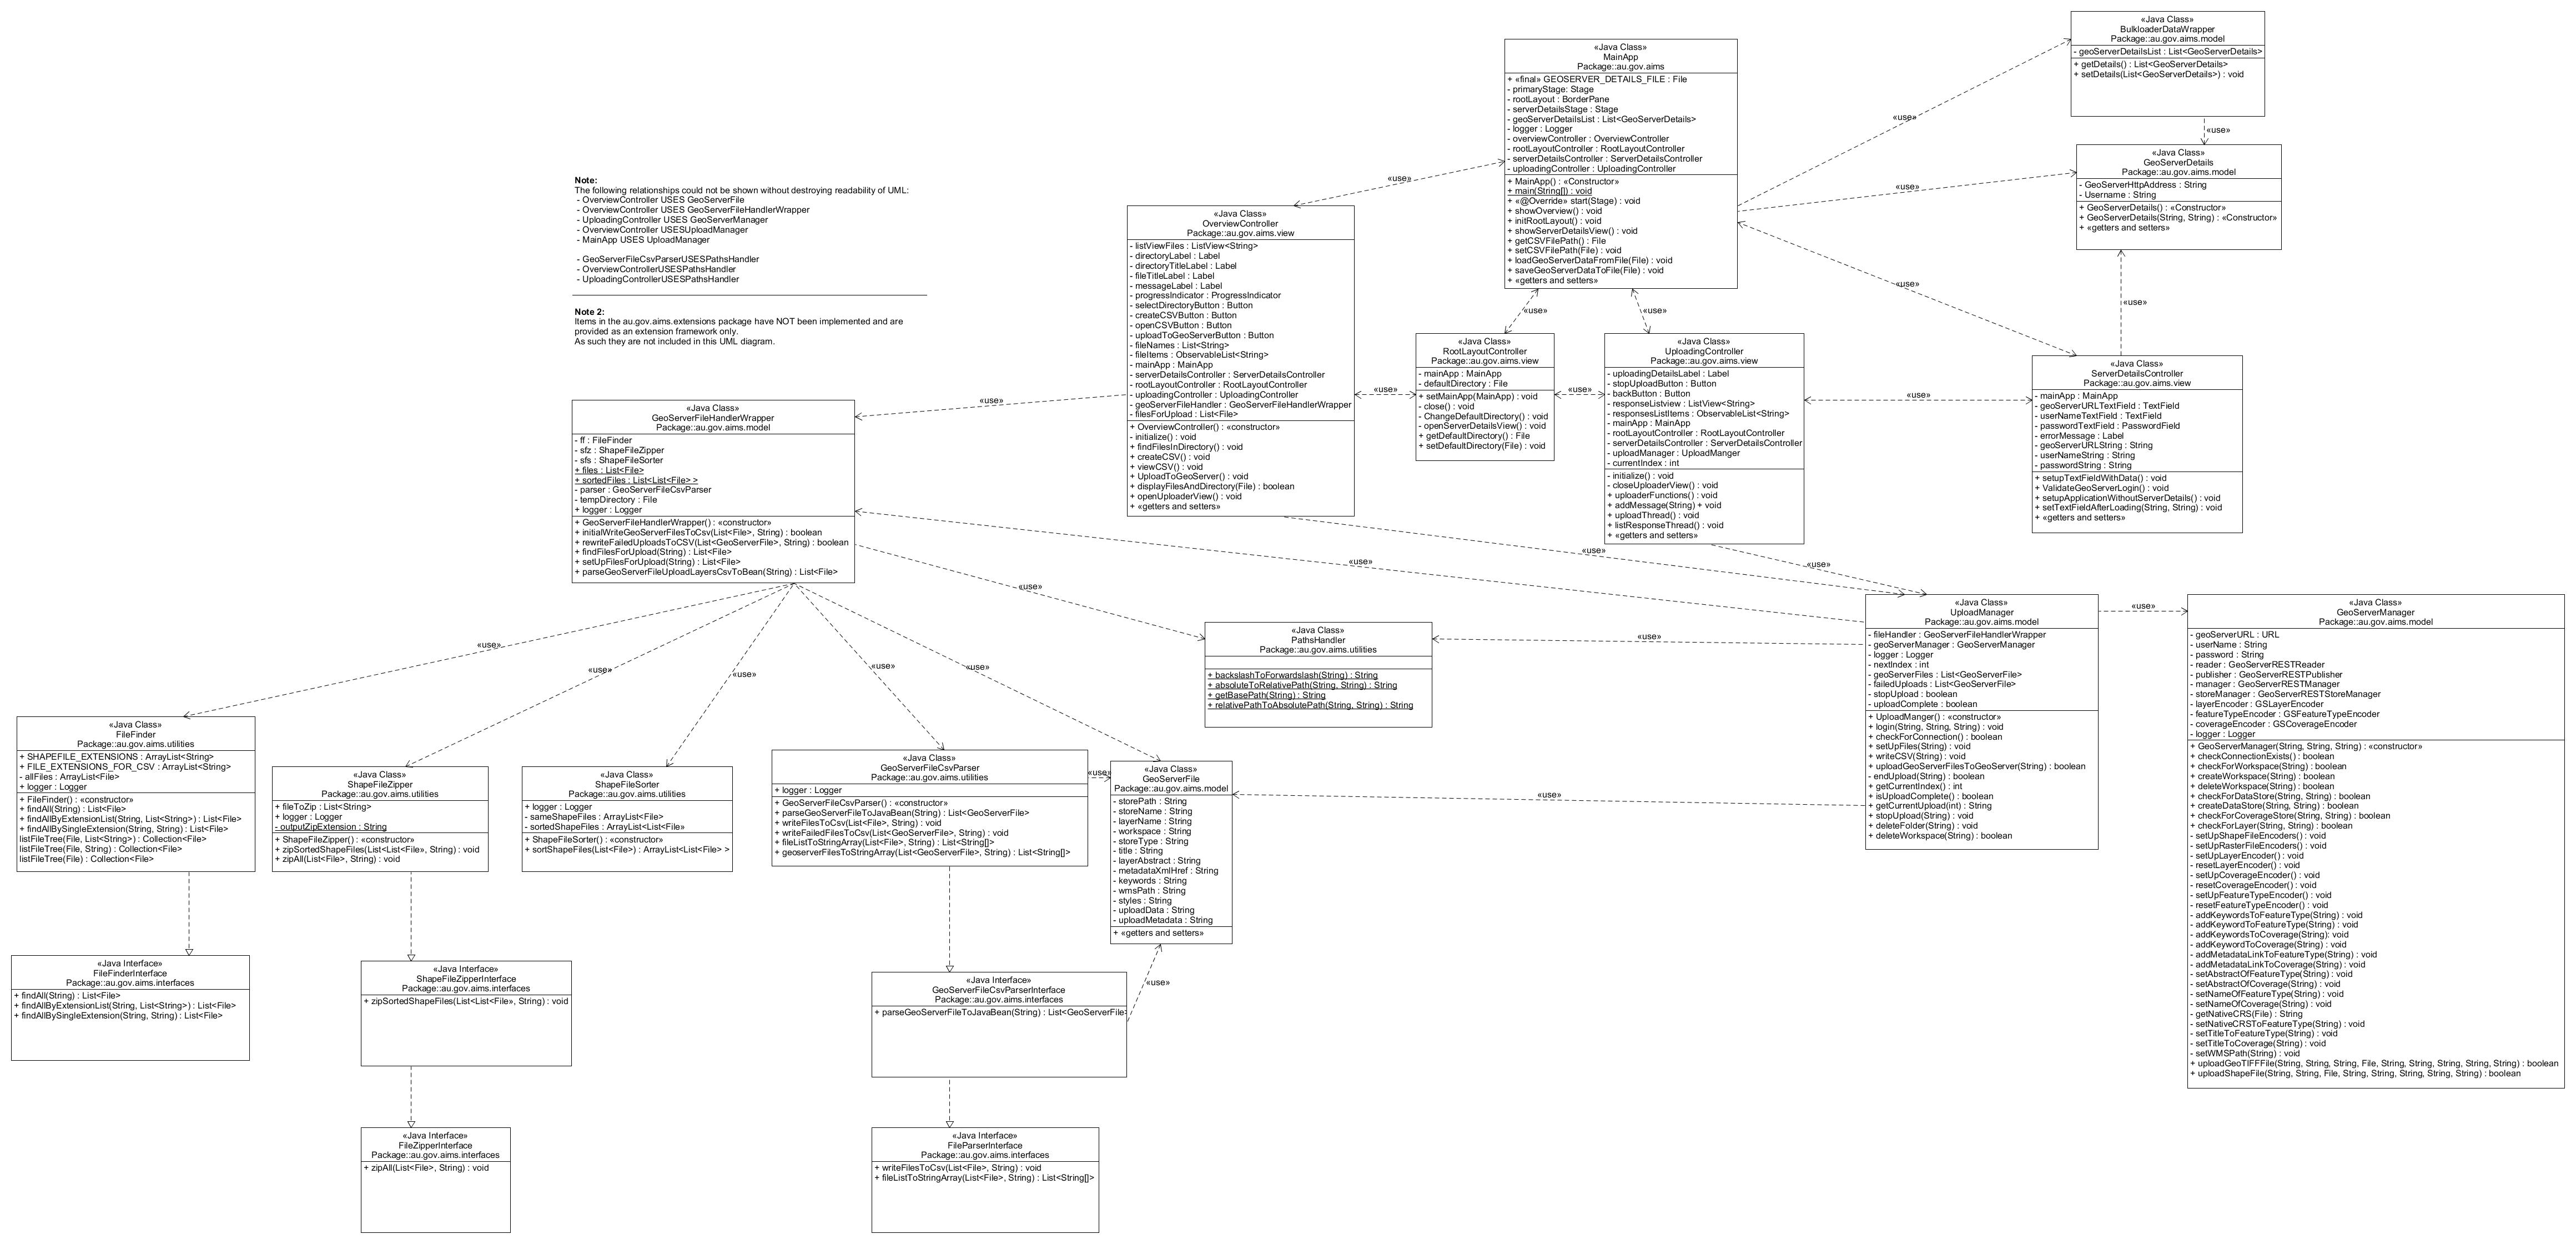 «Java Class»
BulkloaderDataWrapper
Package::au.gov.aims.model
- geoServerDetailsList : List<GeoServerDetails>
+ getDetails() : List<GeoServerDetails>
+ setDetails(List<GeoServerDetails>) : void
«use»
«Java Class»
MainApp
Package::au.gov.aims
+ «final» GEOSERVER_DETAILS_FILE : File
- primaryStage: Stage
- rootLayout : BorderPane
- serverDetailsStage : Stage
- geoServerDetailsList : List<GeoServerDetails>
- logger : Logger
- overviewController : OverviewController
- rootLayoutController : RootLayoutController
- serverDetailsController : ServerDetailsController
- uploadingController : UploadingController
+ MainApp() : «Constructor»
+ main(String[]) : void
+ «@Override» start(Stage) : void
+ showOverview() : void
+ initRootLayout() : void
+ showServerDetailsView() : void
+ getCSVFilePath() : File
+ setCSVFilePath(File) : void
+ loadGeoServerDataFromFile(File) : void
+ saveGeoServerDataToFile(File) : void
+ «getters and setters»
«use»
«use»
«use»
«use»
«use»
«use»
«Java Class»
GeoServerDetails
Package::au.gov.aims.model
- GeoServerHttpAddress : String
- Username : String
+ GeoServerDetails() : «Constructor»
+ GeoServerDetails(String, String) : «Constructor»
+ «getters and setters»
«use»
Note:
The following relationships could not be shown without destroying readability of UML:
- OverviewController USES GeoServerFile
- OverviewController USES GeoServerFileHandlerWrapper
- UploadingController USES GeoServerManager
- OverviewController USESUploadManager
- MainApp USES UploadManager
- GeoServerFileCsvParserUSESPathsHandler
- OverviewControllerUSESPathsHandler
- UploadingControllerUSESPathsHandler
Note 2:
Items in the au.gov.aims.extensions package have NOT been implemented and are
provided as an extension framework only.
As such they are not included in this UML diagram.
«Java Class»
OverviewController
Package::au.gov.aims.view
- listViewFiles : ListView<String>
- directoryLabel : Label
- directoryTitleLabel : Label
- fileTitleLabel : Label
- messageLabel : Label
- progressIndicator : ProgressIndicator
- selectDirectoryButton : Button
- createCSVButton : Button
- openCSVButton : Button
- uploadToGeoServerButton : Button
- fileNames : List<String>
- fileItems : ObservableList<String>
- mainApp : MainApp
- serverDetailsController : ServerDetailsController
- rootLayoutController : RootLayoutController
- uploadingController : UploadingController
- geoServerFileHandler : GeoServerFileHandlerWrapper
- filesForUpload : List<File>
+ OverviewController() : «constructor»
- initialize() : void
+ findFilesInDirectory() : void
+ createCSV() : void
+ viewCSV() : void
+ UploadToGeoServer() : void
+ displayFilesAndDirectory(File) : boolean
+ openUploaderView() : void
+ «getters and setters»
«use»
«Java Class»
RootLayoutController
Package::au.gov.aims.view
- mainApp : MainApp
- defaultDirectory : File
+ setMainApp(MainApp) : void
- close() : void
- ChangeDefaultDirectory() : void
- openServerDetailsView() : void
+ getDefaultDirectory() : File
+ setDefaultDirectory(File) : void
«use»
«Java Class»
UploadingController
Package::au.gov.aims.view
- uploadingDetailsLabel : Label
- stopUploadButton : Button
- backButton : Button
- responseListview : ListView<String>
- responsesListItems : ObservableList<String>
- mainApp : MainApp
- rootLayoutController : RootLayoutController
- serverDetailsController : ServerDetailsController
- uploadManager : UploadManger
- currentIndex : int
- initialize() : void
- closeUploaderView() : void
+ uploaderFunctions() : void
+ addMessage(String) + void
+ uploadThread() : void
+ listResponseThread() : void
+ «getters and setters»
«use»
«Java Class»
ServerDetailsController
Package::au.gov.aims.view
- mainApp : MainApp
- geoServerURLTextField : TextField
- userNameTextField : TextField
- passwordTextField : PasswordField
- errorMessage : Label
- geoServerURLString : String
- userNameString : String
- passwordString : String
+ setupTextFieldWithData() : void
+ ValidateGeoServerLogin() : void
+ setupApplicationWithoutServerDetails() : void
+ setTextFieldAfterLoading(String, String) : void
+ «getters and setters»
«use»
«Java Class»
GeoServerFileHandlerWrapper
Package::au.gov.aims.model
- ff : FileFinder
- sfz : ShapeFileZipper
- sfs : ShapeFileSorter
+ files : List<File>
+ sortedFiles : List<List<File> >
- parser : GeoServerFileCsvParser
- tempDirectory : File
+ logger : Logger
+ GeoServerFileHandlerWrapper() : «constructor»
+ initialWriteGeoServerFilesToCsv(List<File>, String) : boolean
+ rewriteFailedUploadsToCSV(List<GeoServerFile>, String) : boolean
+ findFilesForUpload(String) : List<File>
+ setUpFilesForUpload(String) : List<File>
+ parseGeoServerFileUploadLayersCsvToBean(String) : List<File>
«use»
«use»
«use»
«use»
«Java Class»
UploadManager
Package::au.gov.aims.model
- fileHandler : GeoServerFileHandlerWrapper
- geoServerManager : GeoServerManager
- logger : Logger
- nextIndex : int
- geoServerFiles : List<GeoServerFile>
- failedUploads : List<GeoServerFile>
- stopUpload : boolean
- uploadComplete : boolean
+ UploadManger() : «constructor»
+ login(String, String, String) : void
+ checkForConnection() : boolean
+ setUpFiles(String) : void
+ writeCSV(String) : void
+ uploadGeoServerFilesToGeoServer(String) : boolean
- endUpload(String) : boolean
+ getCurrentIndex() : int
+ isUploadComplete() : boolean
+ getCurrentUpload(int) : String
+ stopUpload(String) : void
+ deleteFolder(String) : void
+ deleteWorkspace(String) : boolean
«use»
«Java Class»
GeoServerManager
Package::au.gov.aims.model
- geoServerURL : URL
- userName : String
- password : String
- reader : GeoServerRESTReader
- publisher : GeoServerRESTPublisher
- manager : GeoServerRESTManager
- storeManager : GeoServerRESTStoreManager
- layerEncoder : GSLayerEncoder
- featureTypeEncoder : GSFeatureTypeEncoder
- coverageEncoder : GSCoverageEncoder
- logger : Logger
+ GeoServerManager(String, String, String) : «constructor»
+ checkConnectionExists() : boolean
+ checkForWorkspace(String) : boolean
+ createWorkspace(String) : boolean
+ deleteWorkspace(String) : boolean
+ checkForDataStore(String, String) : boolean
+ createDataStore(String, String) : boolean
+ checkForCoverageStore(String, String) : boolean
+ checkForLayer(String, String) : boolean
- setUpShapeFileEncoders() : void
- setUpRasterFileEncoders() : void
- setUpLayerEncoder() : void
- resetLayerEncoder() : void
- setUpCoverageEncoder() : void
- resetCoverageEncoder() : void
- setUpFeatureTypeEncoder() : void
- resetFeatureTypeEncoder() : void
- addKeywordsToFeatureType(String) : void
- addKeywordToFeatureType(String) : void
- addKeywordsToCoverage(String): void
- addKeywordToCoverage(String) : void
- addMetadataLinkToFeatureType(String) : void
- addMetadataLinkToCoverage(String) : void
- setAbstractOfFeatureType(String) : void
- setAbstractOfCoverage(String) : void
- setNameOfFeatureType(String) : void
- setNameOfCoverage(String) : void
- getNativeCRS(File) : String
- setNativeCRSToFeatureType(String) : void
- setTitleToFeatureType(String) : void
- setTitleToCoverage(String) : void
- setWMSPath(String) : void
+ uploadGeoTIFFFile(String, String, String, File, String, String, String, String, String) : boolean
+ uploadShapeFile(String, String, File, String, String, String, String, String) : boolean
«Java Class»
PathsHandler
Package::au.gov.aims.utilities
+ backslashToForwardslash(String) : String
+ absoluteToRelativePath(String, String) : String
+ getBasePath(String) : String
+ relativePathToAbsolutePath(String, String) : String
«use»
«use»
«use»
«use»
«use»
«use»
«Java Class»
FileFinder
Package::au.gov.aims.utilities
+ SHAPEFILE_EXTENSIONS : ArrayList<String>
+ FILE_EXTENSIONS_FOR_CSV : ArrayList<String>
- allFiles : ArrayList<File>
+ logger : Logger
+ FileFinder() : «constructor»
+ findAll(String) : List<File>
+ findAllByExtensionList(String, List<String>) : List<File>
+ findAllBySingleExtension(String, String) : List<File>
listFileTree(File, List<String>) : Collection<File>
listFileTree(File, String) : Collection<File>
listFileTree(File) : Collection<File>
«Java Class»
ShapeFileZipper
Package::au.gov.aims.utilities
+ fileToZip : List<String>
+ logger : Logger
- outputZipExtension : String
+ ShapeFileZipper() : «constructor»
+ zipSortedShapeFiles(List<List<File», String) : void
+ zipAll(List<File>, String) : void
«Java Class»
ShapeFileSorter
Package::au.gov.aims.utilities
+ logger : Logger
- sameShapeFiles : ArrayList<File>
- sortedShapeFiles : ArrayList<List<File»
+ ShapeFileSorter() : «constructor»
+ sortShapeFiles(List<File>) : ArrayList<List<File> >
«Java Class»
GeoServerFileCsvParser
Package::au.gov.aims.utilities
+ logger : Logger
+ GeoServerFileCsvParser() : «constructor»
+ parseGeoServerFileToJavaBean(String) : List<GeoServerFile>
+ writeFilesToCsv(List<File>, String) : void
+ writeFailedFilesToCsv(List<GeoServerFile>, String) : void
+ fileListToStringArray(List<File>, String) : List<String[]>
+ geoserverFilesToStringArray(List<GeoServerFile>, String) : List<String[]>
«use»
«Java Class»
GeoServerFile
Package::au.gov.aims.model
- storePath : String
- storeName : String
- layerName : String
- workspace : String
- storeType : String
- title : String
- layerAbstract : String
- metadataXmlHref : String
- keywords : String
- wmsPath : String
- styles : String
- uploadData : String
- uploadMetadata : String
+ «getters and setters»
«use»
«use»
«Java Interface»
FileFinderInterface
Package::au.gov.aims.interfaces
+ findAll(String) : List<File>
+ findAllByExtensionList(String, List<String>) : List<File>
+ findAllBySingleExtension(String, String) : List<File>
«Java Interface»
ShapeFileZipperInterface
Package::au.gov.aims.interfaces
+ zipSortedShapeFiles(List<List<File», String) : void
«Java Interface»
GeoServerFileCsvParserInterface
Package::au.gov.aims.interfaces
+ parseGeoServerFileToJavaBean(String) : List<GeoServerFile>
«Java Interface»
FileZipperInterface
Package::au.gov.aims.interfaces
+ zipAll(List<File>, String) : void
«Java Interface»
FileParserInterface
Package::au.gov.aims.interfaces
+ writeFilesToCsv(List<File>, String) : void
+ fileListToStringArray(List<File>, String) : List<String[]>